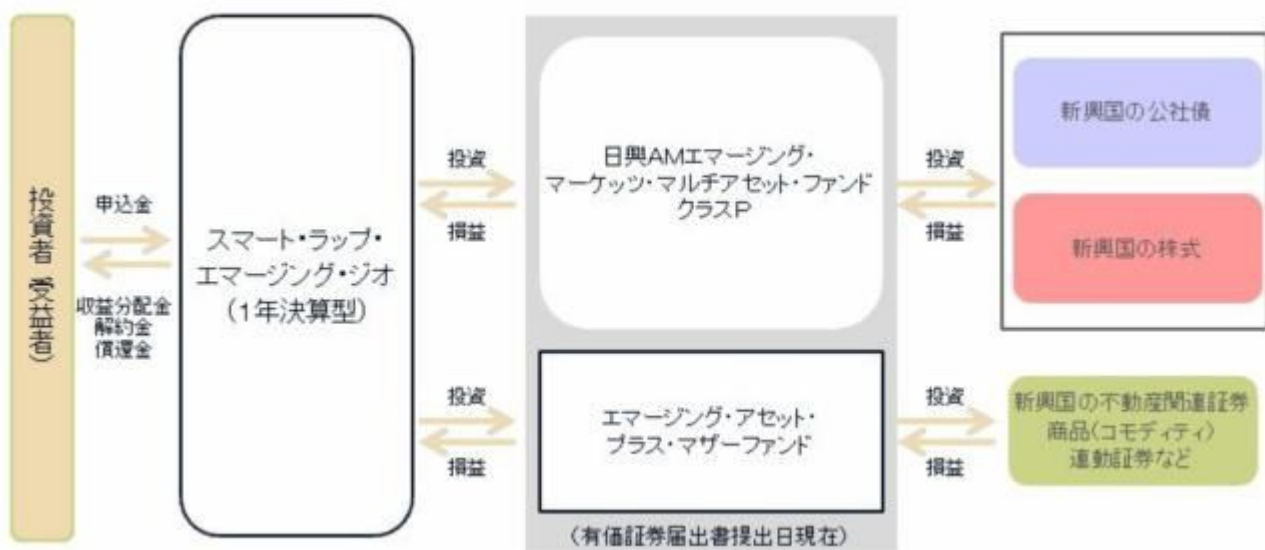 投資者 受益者)
申込金
収益分配金
解約金
償還金
スマート・ラップ・
エマージング・ジオ
(1年決算型)
投資
損益
日興AMエマージング・
マーケッツ・マルチアセット・ファンド
クラスP
投資
損益
新興国の公社債
新興国の株式
投資
損益
エマージング・アセット・
プラス・マザーファンド
(有価証券届出書提出日現在)
投資
損益
新興国の不動産関連証券
商品(コモディティ)
連動証券など